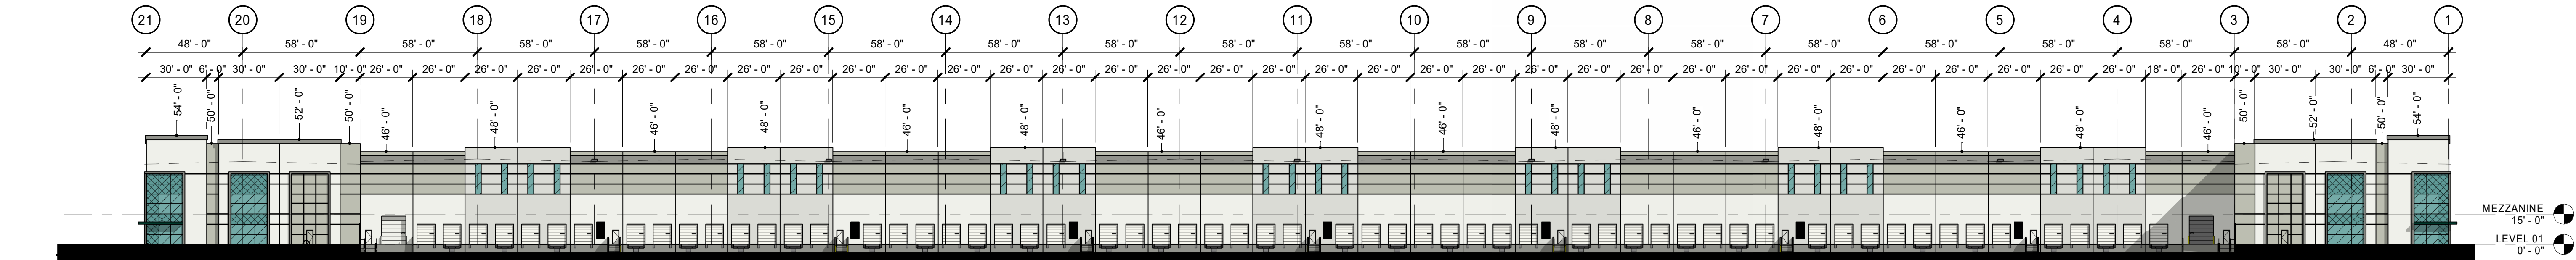 21 20 19 18 17 16 15 14 13 12 11 10 9 8 7 6 5 4 3 2 1
48' - 0" 58' - 0" 58' - 0" 58' - 0" 58' - 0" 58' - 0" 58' - 0" 58' - 0" 58' - 0" 58' - 0" 58' - 0" 58' - 0" 58' - 0" 58' - 0" 58' - 0" 58' - 0" 58' - 0" 58' - 0" 58' - 0" 48' - 0"
30' - 0" 6' - 0" 30' - 0" 30' - 0" 10' - 0" 26' - 0" 26' - 0" 26' - 0" 26' - 0" 26' - 0" 26' - 0" 26' - 0" 26' - 0" 26' - 0" 26' - 0" 26' - 0" 26' - 0" 26' - 0" 26' - 0" 26' - 0" 26' - 0" 26' - 0" 26' - 0" 26' - 0" 26' - 0" 26' - 0" 26' - 0" 26' - 0" 26' - 0" 26' - 0" 26' - 0" 26' - 0" 26' - 0" 26' - 0" 26' - 0" 26' - 0" 26' - 0" 26' - 0" 26' - 0" 18' - 0" 26' - 0" 10' - 0" 30' - 0" 30' - 0" 6' - 0" 30' - 0"
54' - 0" 50' - 0" 52' - 0" 50' - 0" 46' - 0" 48' - 0" 46' - 0" 48' - 0" 46' - 0" 48' - 0" 46' - 0" 48' - 0" 46' - 0" 48' - 0" 46' - 0" 48' - 0" 46' - 0" 48' - 0" 46' - 0" 50' - 0" 52' - 0" 50' - 0" 54' - 0"
MEZZANINE
15' - 0"
LEVEL 01
0' - 0"